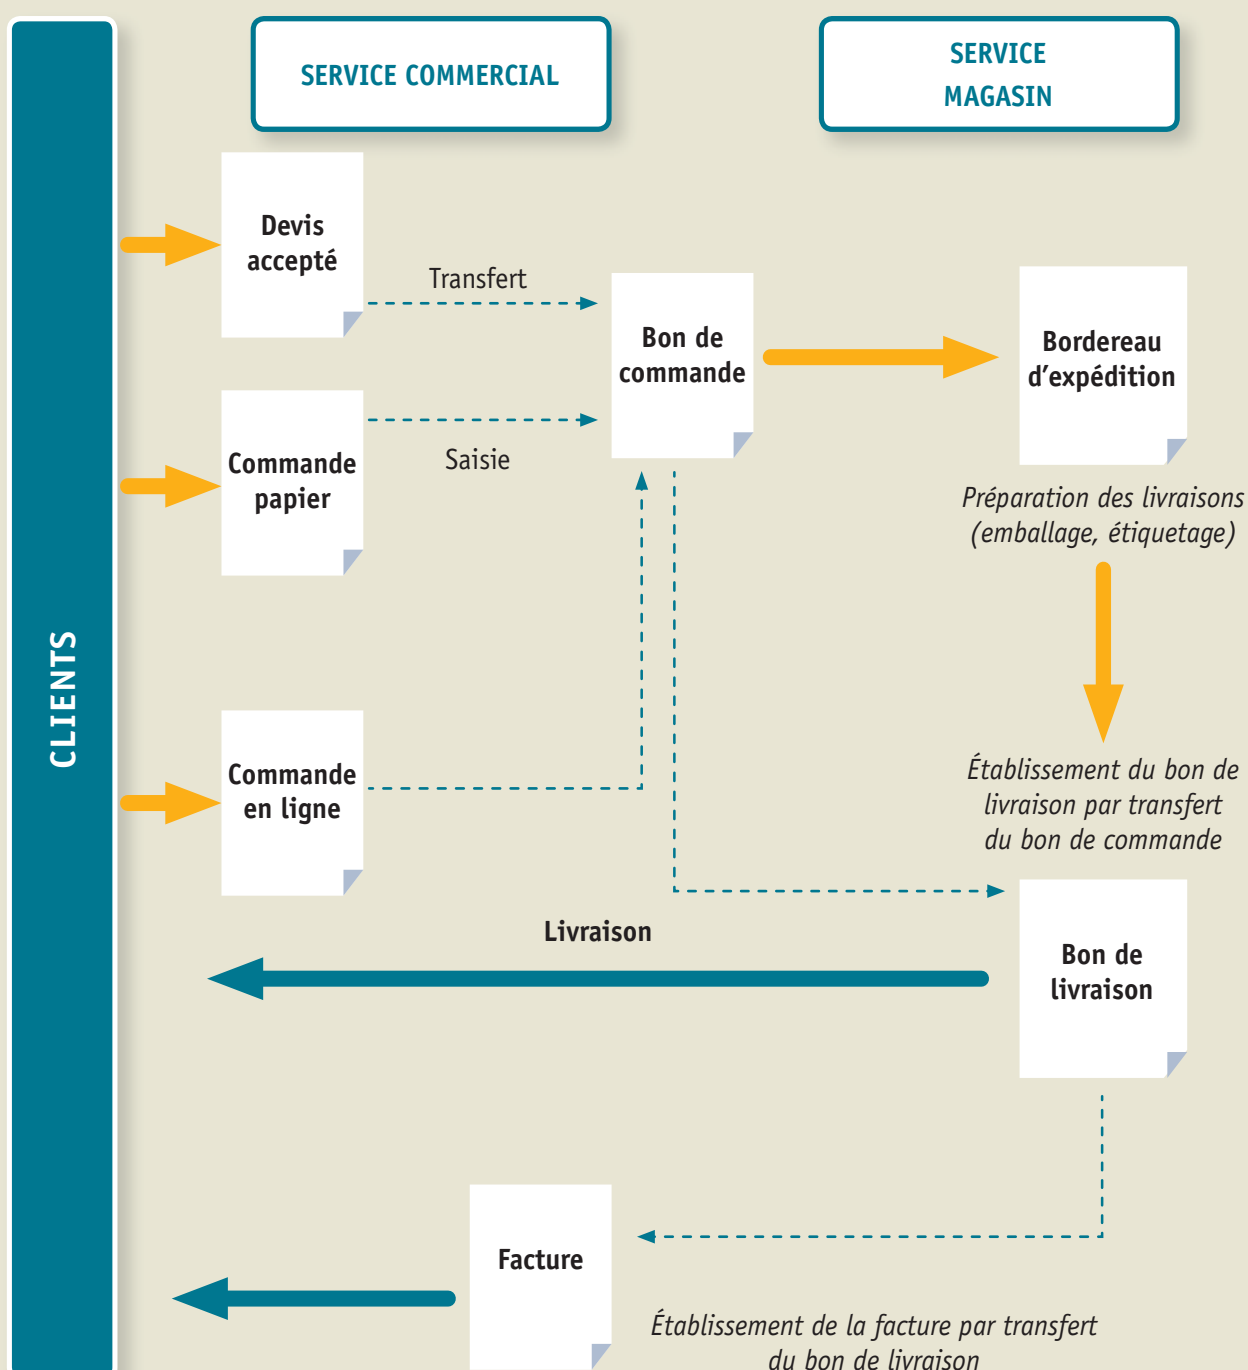 SERVICE COMMERCIAL
SERVICE
MAGASIN
CLIENTS
Devis
accepté
Transfert
Bon de
commande
Bordereau
d'expédition
Commande
papier
Saisie
Préparation des livraisons
(emballage, étiquetage)
Commande
en ligne
Établissement du bon de
livraison par transfert
du bon de commande
Livraison
Bon de
livraison
Facture
Établissement de la facture par transfert
du bon de livraison